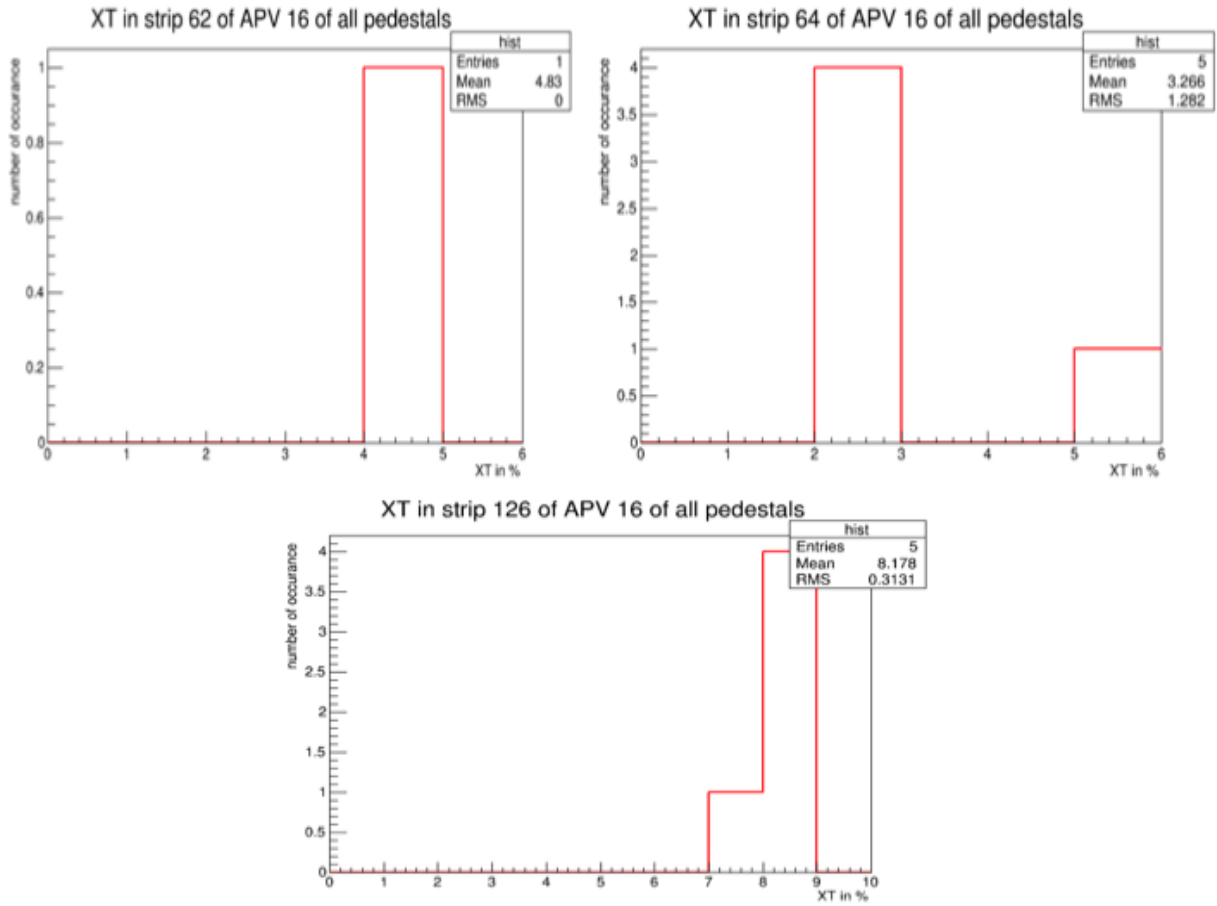 XT in strip 62 of APV 16 of all pedestals
hist
Entries 1
Mean 4.83
RMS 0
number of occurance
1
0.8
0.6
0.4
0.2
0
0 1 2 3 4 5 6
XT in %
XT in strip 64 of APV 16 of all pedestals
hist
Entries 5
Mean 3.266
RMS 1.282
number of occurance
4
3.5
3
2.5
2
1.5
1
0.5
0
0 1 2 3 4 5 6
XT in %
XT in strip 126 of APV 16 of all pedestals
hist
Entries 5
Mean 8.178
RMS 0.3131
number of occurance
4
3.5
3
2.5
2
1.5
1
0.5
0
0 1 2 3 4 5 6 7 8 9 10
XT in %